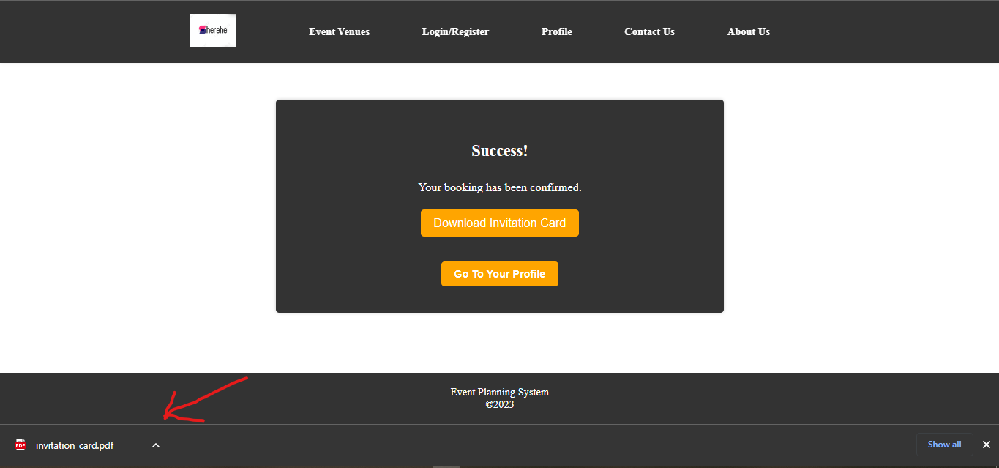 Sherehe
Event Venues
Login/Register
Profile
Contact Us
About Us
Success!
Your booking has been confirmed.
Download Invitation Card
Go To Your Profile
Event Planning System
©2023
PDF
invitation_card.pdf
Show all